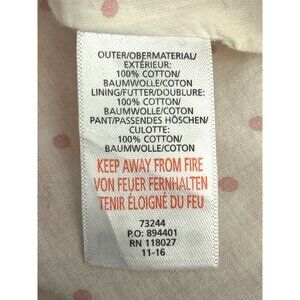 OUTER/OBERMATERIAL/
EXTÉRIEUR:
100% COTTON/
BAUMWOLLE/COTON
LINING/FUTTER/DOUBLURE:
100% COTTON/
BAUMWOLLE/COTON
PANT/PASSENDES HÖSCHEN/
CULOTTE:
100% COTTON/
BAUMWOLLE/COTON
KEEP AWAY FROM FIRE
VON FEUER FERNHALTEN
TENIR ÉLOIGNÉ DU FEU
73244
P.O: 894401
RN 118027
11-16